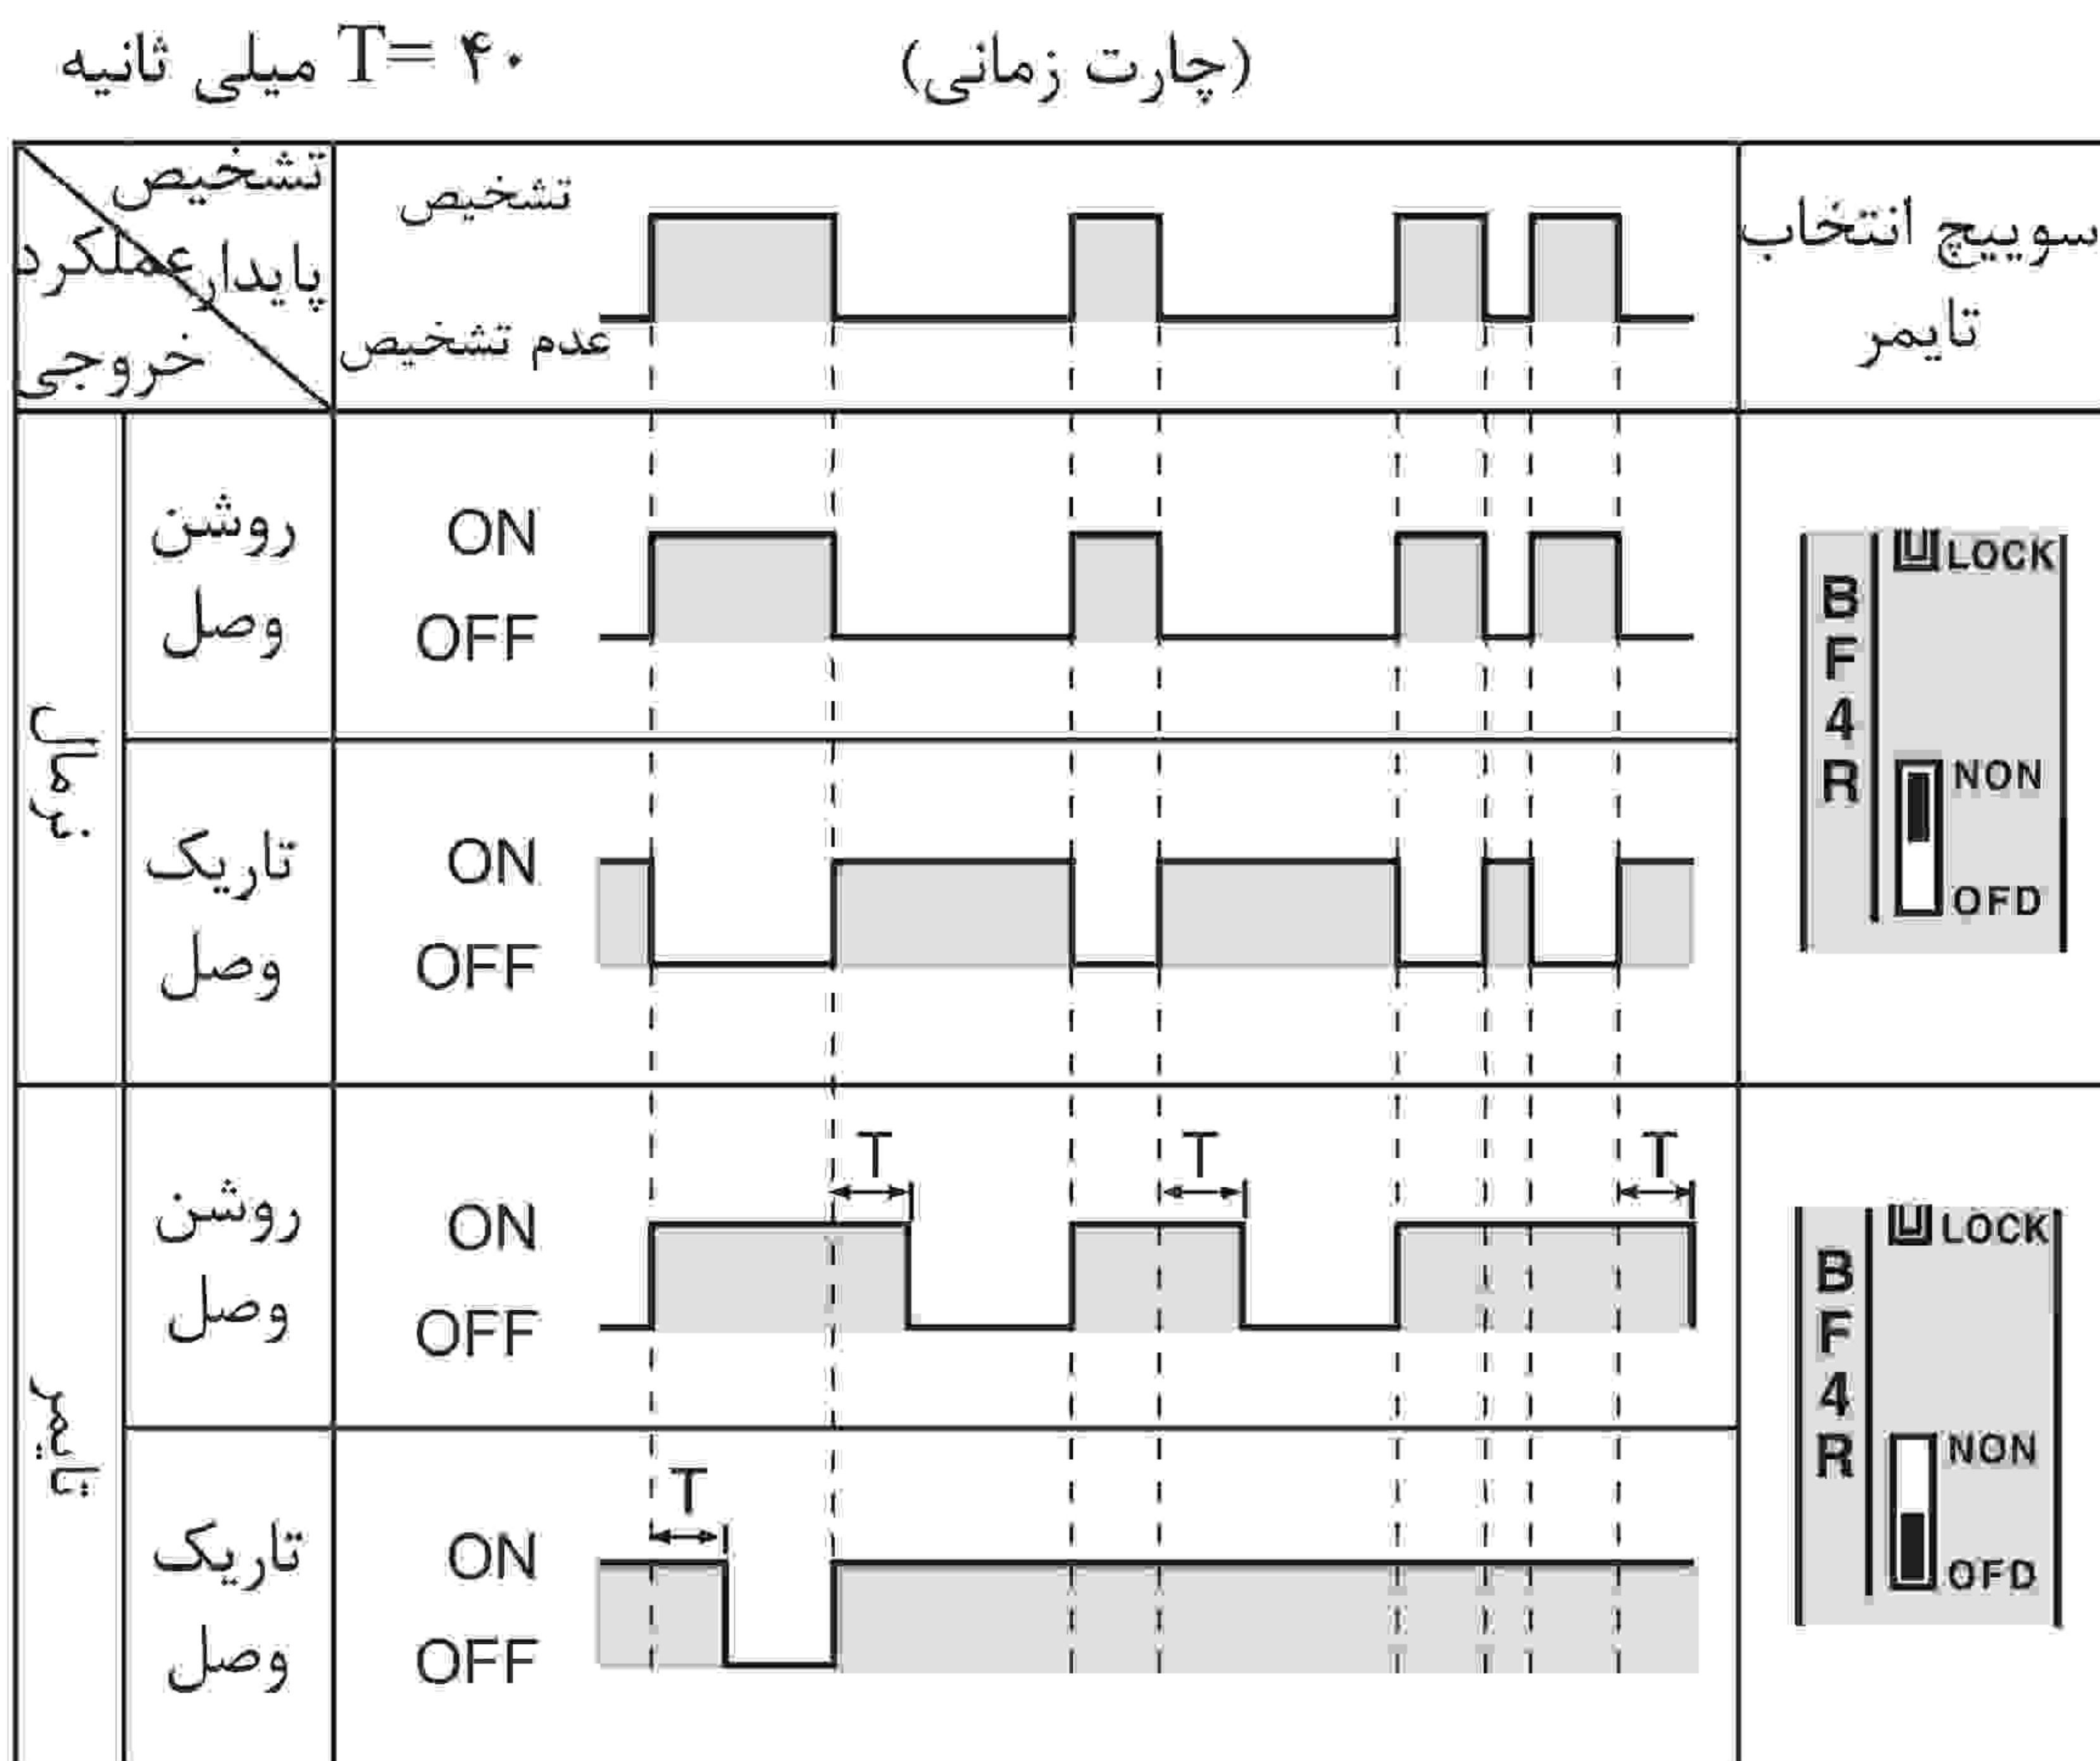 (چارت زمانی)
T= ۴۰ میلی ثانیه
تشخیص
پایدار
عملکرد
خروجی
تشخیص
عدم تشخیص
سوییچ انتخاب
تایمر
نرمال
روشن
وصل
ON
OFF
LOCK
B
F
4
R
NON
OFD
تاریک
وصل
ON
OFF
تایمر
روشن
وصل
ON
OFF
T
T
T
LOCK
B
F
4
R
NON
OFD
تاریک
وصل
ON
OFF
T